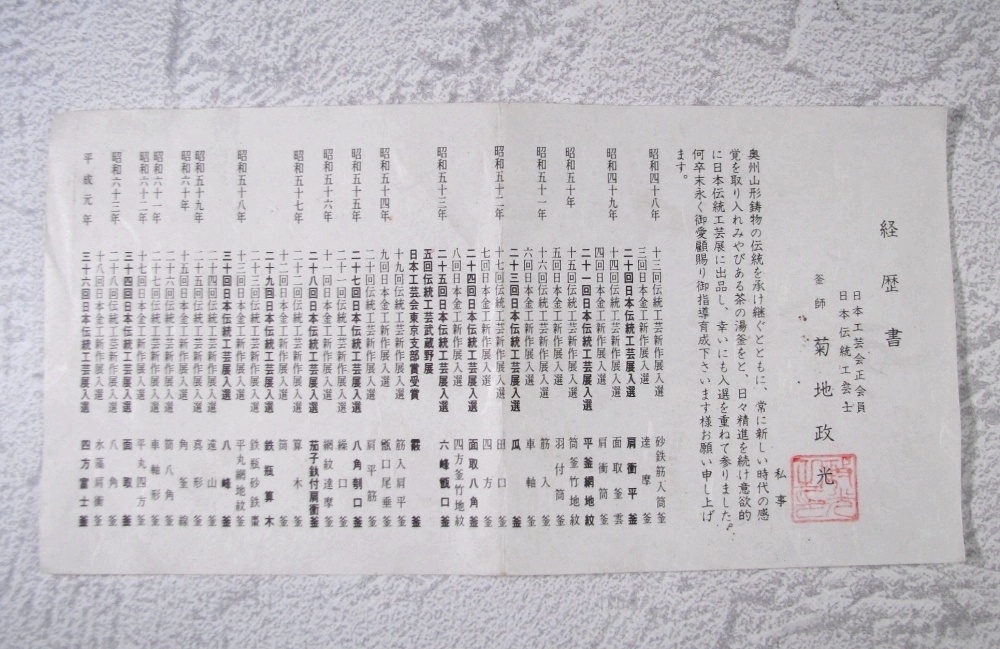 経歴書
日本工芸会正会員
日本伝統工芸士
釜師 菊地政光
私事
奥州山形鋳物の伝統を承け継ぐとともに、常に新しい時代の感
覚を取り入れみやびある茶の湯釜をと、日々精進を続け意欲的
に日本伝統工芸展に出品し、幸いにも入選を重ねて参りました。
何卒末永く御愛顧賜り御指導育成下さいます様お願い申し上げ
ます。
昭和四十八年 十三回伝統工芸新作展入選 砂鉄筋入筒釜
三回日本金工新作展入選 達磨釜
二十回日本伝統工芸展入選 肩衝平釜
昭和四十九年 十四回伝統工芸新作展入選 面取釜雲
四回日本金工新作展入選 肩衝筒釜
二十一回日本伝統工芸展入選 平釜網地紋
昭和五十年 十五回伝統工芸新作展入選 筒釜竹地紋
五回日本金工新作展入選 羽付筒釜
昭和五十一年 十六回伝統工芸新作展入選 筋入釜
六回日本金工新作展入選 車軸釜
二十三回日本伝統工芸展入選 瓜釜
昭和五十二年 十七回伝統工芸新作展入選 田口釜
七回日本金工新作展入選 四方釜
二十四回日本伝統工芸展入選 面取八角釜
八回日本金工新作展入選 四方釜竹地紋
昭和五十三年 二十五回日本伝統工芸展入選 六峰甑口釜
五回伝統工芸武蔵野展
日本工芸会東京支部賞受賞 霰釜
十九回伝統工芸新作展入選 筋入肩平釜
昭和五十四年 九回日本金工新作展入選 甑口尾垂釜
二十回伝統工芸新作展入選 肩平筋釜
昭和五十五年 二十七回日本伝統工芸展入選 八角刳口釜
二十一回伝統工芸新作展入選 繰口釜
昭和五十六年 十一回日本金工新作展入選 網紋達磨釜
二十八回日本伝統工芸展入選 茄子鉄付肩衝釜
昭和五十七年 二十二回伝統工芸新作展入選 算木釜
十二回日本金工新作展入選 筒釜
二十九回日本伝統工芸展入選 鉄瓶算木
二十三回伝統工芸新作展入選 鉄瓶砂鉄棗
昭和五十八年 十三回日本金工新作展入選 平丸網地紋釜
三十回日本伝統工芸展入選 八峰釜
二十四回伝統工芸新作展入選 遠山釜
昭和五十九年 二十五回伝統工芸新作展入選 真形釜
昭和六十年 十五回日本金工新作展入選 角釜線
二十六回伝統工芸新作展入選 筒八角釜
昭和六十一年 二十七回伝統工芸新作展入選 車軸形釜
昭和六十二年 十七回日本金工新作展入選 平丸四方釜
三十四回日本伝統工芸展入選 面取釜
昭和六十三年 二十八回伝統工芸新作展入選 八角釜
十八回日本金工新作展入選 木藻肩衝釜
平成元年 三十六回日本伝統工芸展入選 四方富士釜